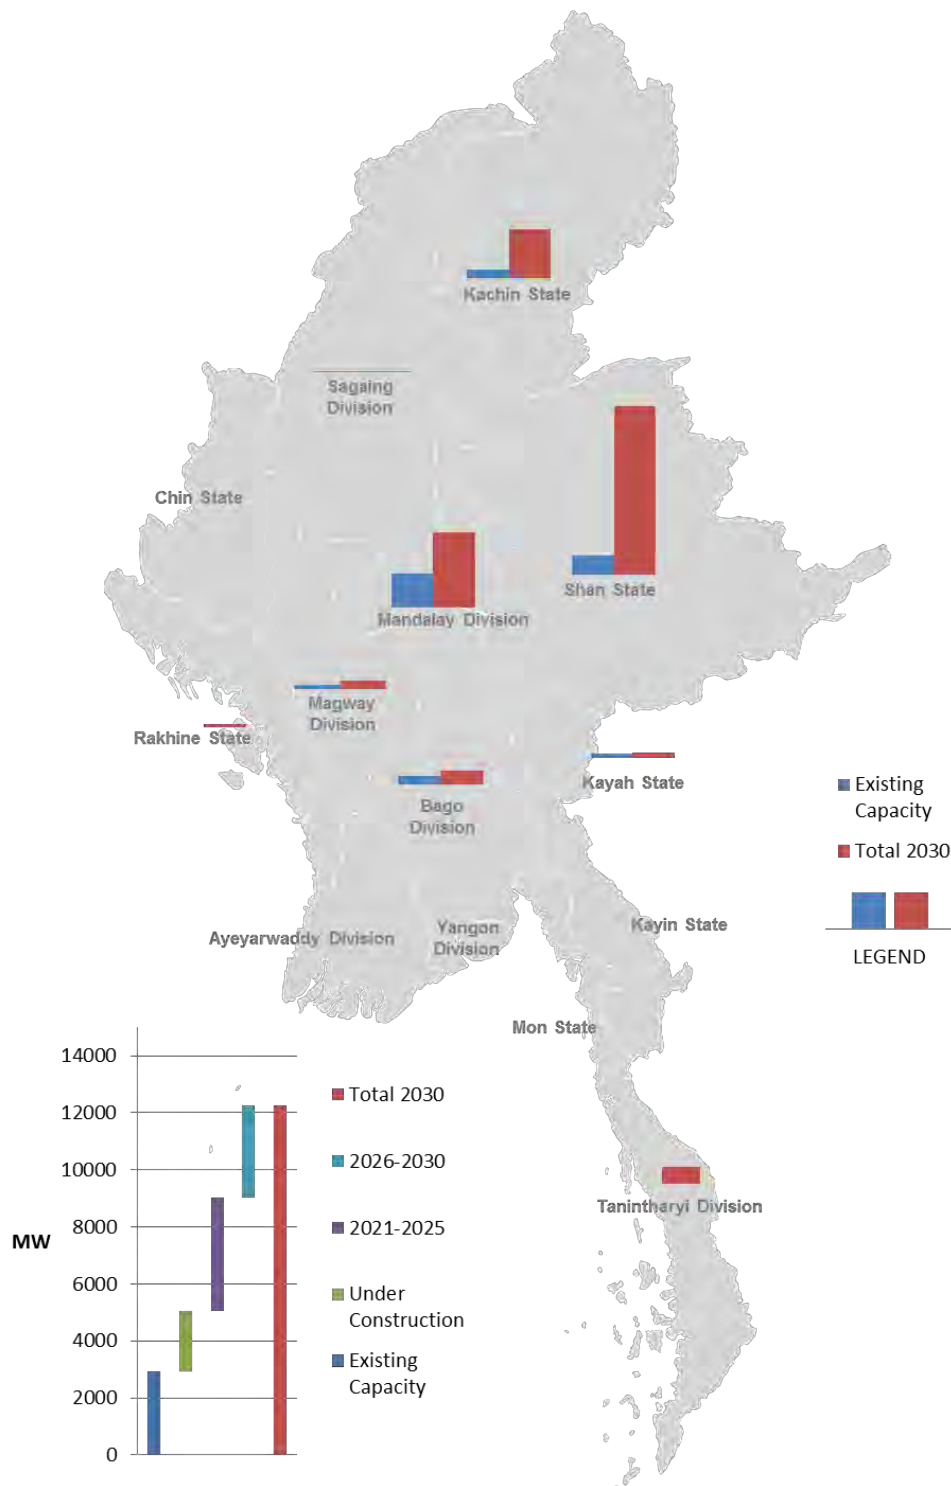 Kachin State
Sagaing
Division
Chin State
Shan State
Mandalay Division
Magway
Division
Rakhine State
Kayah State
Bago
Division
Existing
Capacity
Total 2030
LEGEND
Kayin State
Ayeyarwaddy Division
Yangon
Division
Mon State
Tanintharyi Division
MW
14000
12000
10000
8000
6000
4000
2000
0
Total 2030
2026-2030
2021-2025
Under
Construction
Existing
Capacity